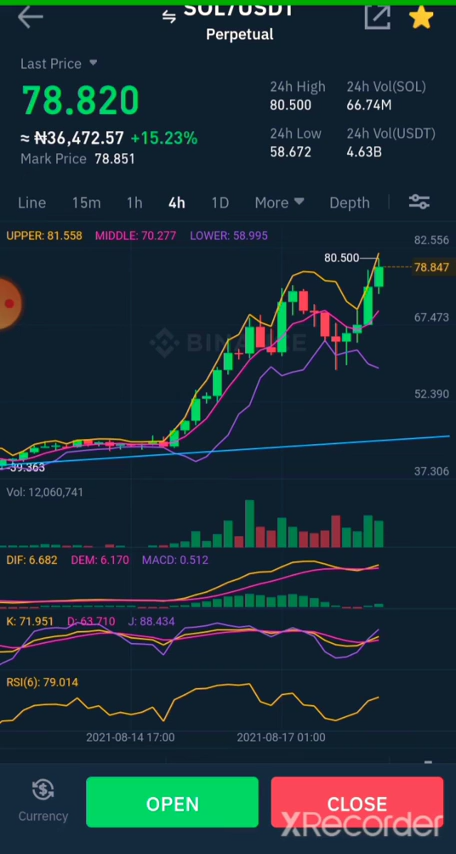 SOL/USDT
Perpetual
Last Price
78.820
≈ ₦36,472.57 +15.23%
Mark Price 78.851
24h High
80.500
24h Vol(SOL)
66.74M
24h Low
58.672
24h Vol(USDT)
4.63B
Line 15m 1h 4h 1D More Depth
UPPER: 81.558 MIDDLE: 70.277 LOWER: 58.995
82.556
80.500
78.847
67.473
BINANCE
52.390
39.363
37.306
Vol: 12,060,741
DIF: 6.682 DEM: 6.170 MACD: 0.512
K: 71.951 D: 63.710 J: 88.434
RSI(6): 79.014
2021-08-14 17:00 2021-08-17 01:00
Currency
OPEN
CLOSE
XRecorder